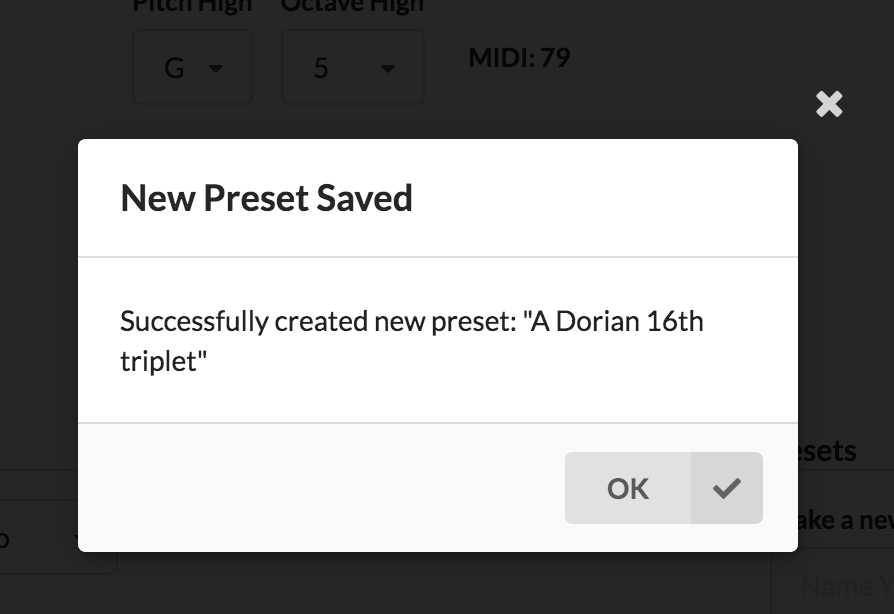 Pitch High Octave High
G 5 MIDI: 79
New Preset Saved
Successfully created new preset: "A Dorian 16th
triplet"
esets
OK
ake a new
o
Name Y